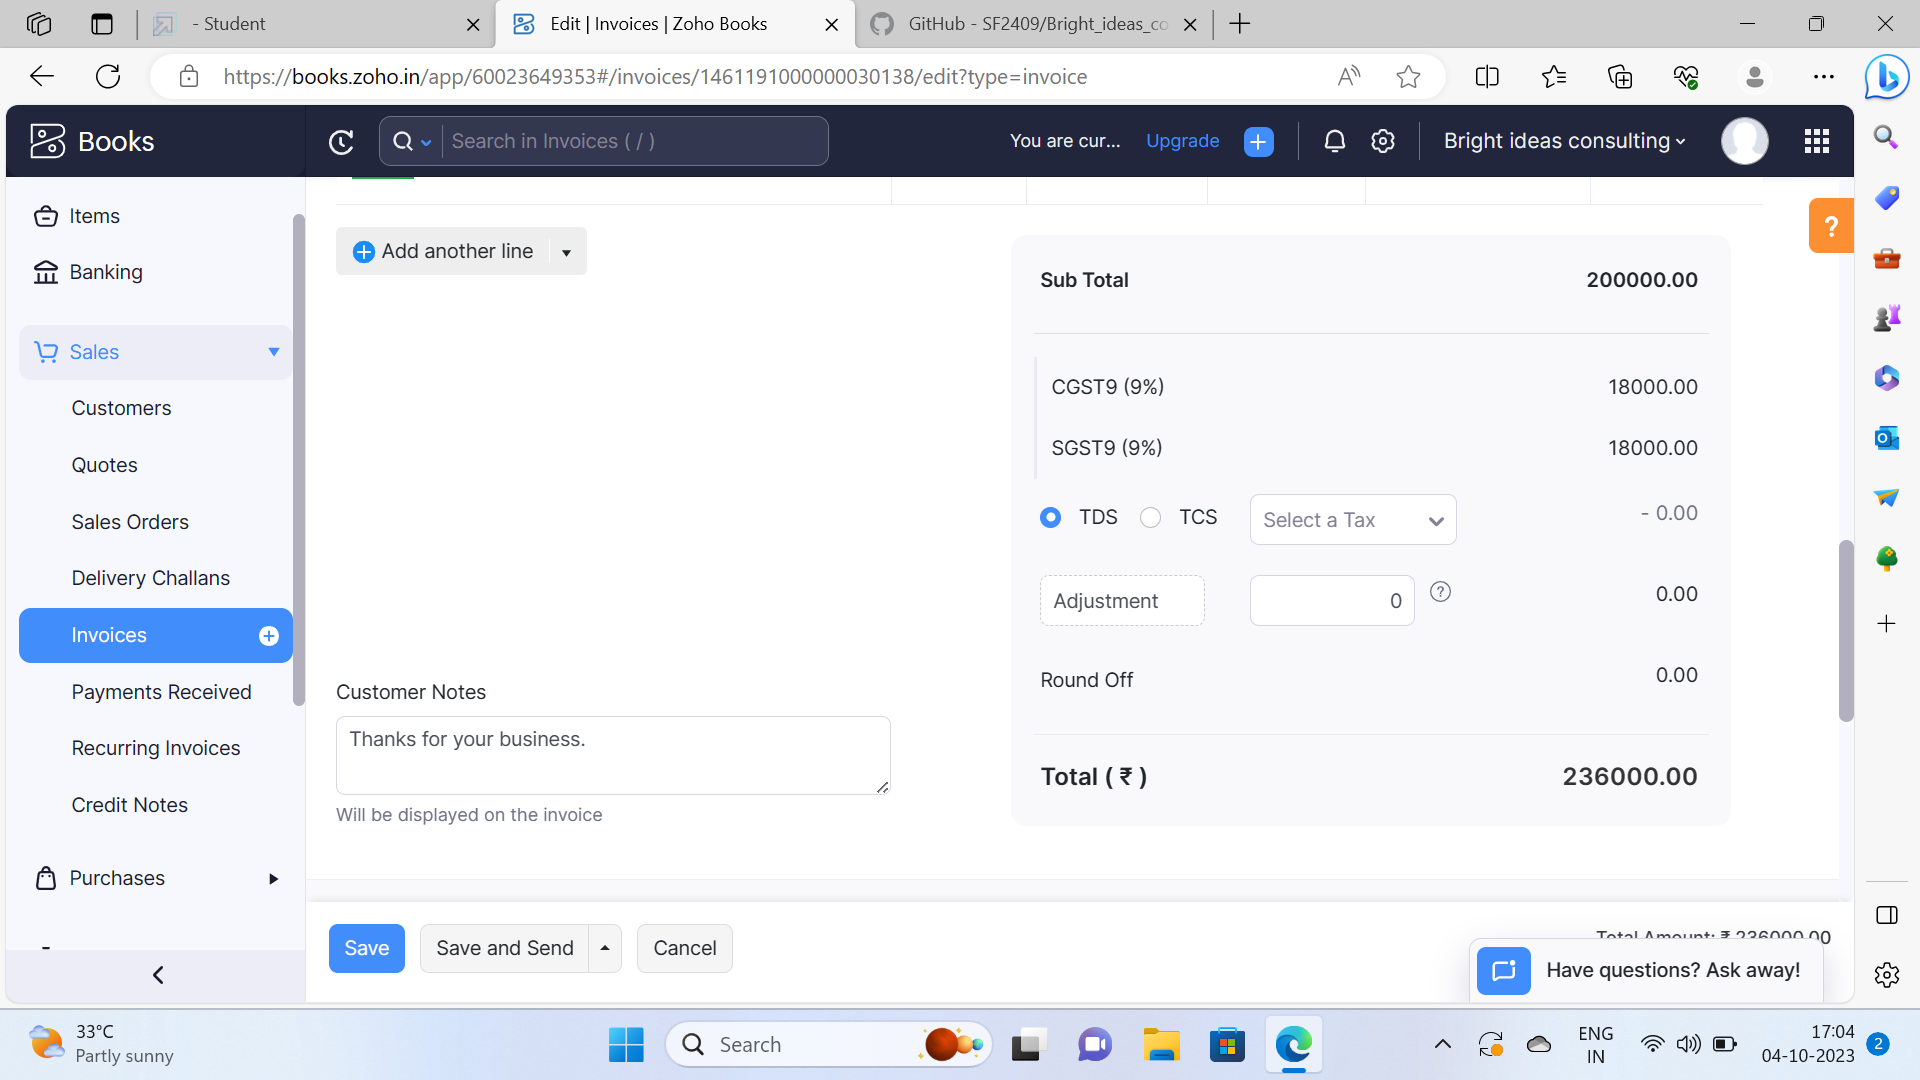 - Student
Edit | Invoices | Zoho Books
GitHub - SF2409/Bright_ideas_co
https://books.zoho.in/app/60023649353#/invoices/1461191000000030138/edit?type=invoice
Books
Search in Invoices ( / )
You are cur...
Upgrade
Bright ideas consulting
Items
Banking
Sales
Customers
Quotes
Sales Orders
Delivery Challans
Invoices
Payments Received
Recurring Invoices
Credit Notes
Purchases
Add another line
?
Sub Total 200000.00
CGST9 (9%) 18000.00
SGST9 (9%) 18000.00
TDS TCS Select a Tax - 0.00
Adjustment 0 ? 0.00
Round Off 0.00
Total ( ₹ ) 236000.00
Customer Notes
Thanks for your business.
Will be displayed on the invoice
Save
Save and Send
Cancel
Total Amount: ₹ 236000.00
Have questions? Ask away!
33°C
Partly sunny
Search
ENG
IN
17:04
04-10-2023
2